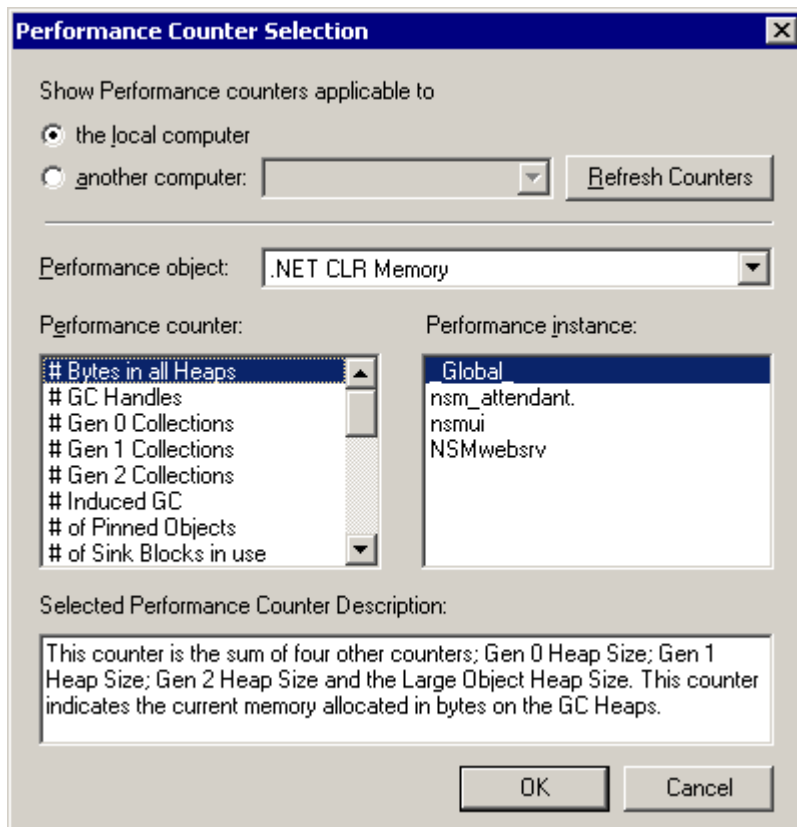 Performance Counter Selection
Show Performance counters applicable to
the local computer
another computer:
Refresh Counters
Performance object:
.NET CLR Memory
Performance counter:
# Bytes in all Heaps
# GC Handles
# Gen 0 Collections
# Gen 1 Collections
# Gen 2 Collections
# Induced GC
# of Pinned Objects
# of Sink Blocks in use
Performance instance:
_Global_
nsm_attendant.
nsmui
NSMwebsrv
Selected Performance Counter Description:
This counter is the sum of four other counters; Gen 0 Heap Size; Gen 1
Heap Size; Gen 2 Heap Size and the Large Object Heap Size. This counter
indicates the current memory allocated in bytes on the GC Heaps.
OK
Cancel